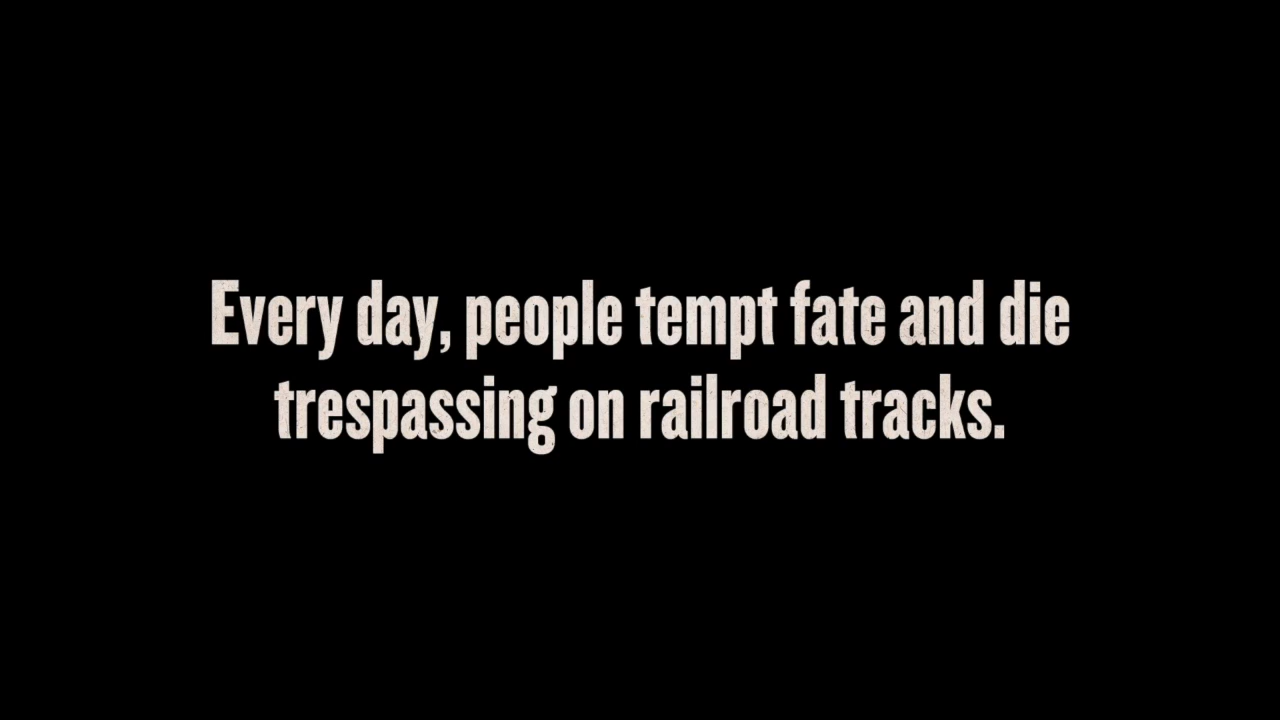 Every day, people tempt fate and die
trespassing on railroad tracks.